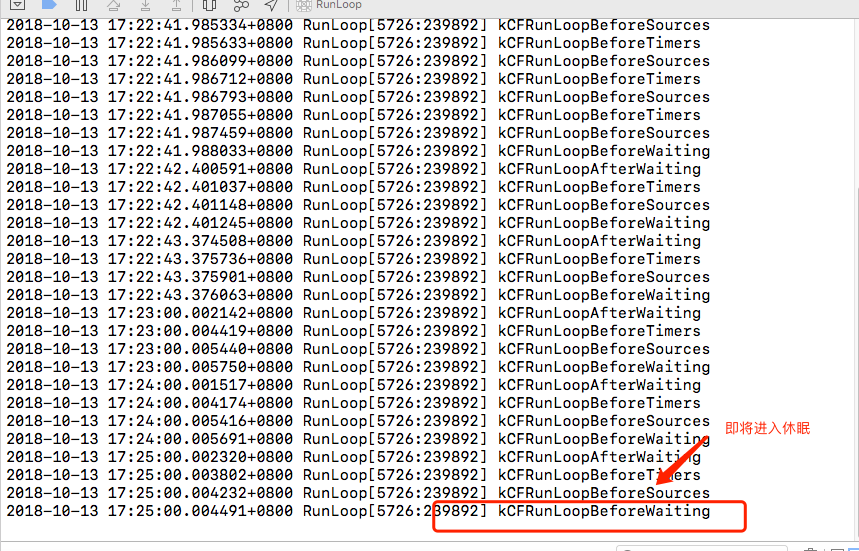 RunLoop
2018-10-13 17:22:41.985334+0800 RunLoop[5726:239892] kCFRunLoopBeforeSources
2018-10-13 17:22:41.985633+0800 RunLoop[5726:239892] kCFRunLoopBeforeTimers
2018-10-13 17:22:41.986099+0800 RunLoop[5726:239892] kCFRunLoopBeforeSources
2018-10-13 17:22:41.986712+0800 RunLoop[5726:239892] kCFRunLoopBeforeTimers
2018-10-13 17:22:41.986793+0800 RunLoop[5726:239892] kCFRunLoopBeforeSources
2018-10-13 17:22:41.987055+0800 RunLoop[5726:239892] kCFRunLoopBeforeTimers
2018-10-13 17:22:41.987459+0800 RunLoop[5726:239892] kCFRunLoopBeforeSources
2018-10-13 17:22:41.988033+0800 RunLoop[5726:239892] kCFRunLoopBeforeWaiting
2018-10-13 17:22:42.400591+0800 RunLoop[5726:239892] kCFRunLoopAfterWaiting
2018-10-13 17:22:42.401037+0800 RunLoop[5726:239892] kCFRunLoopBeforeTimers
2018-10-13 17:22:42.401148+0800 RunLoop[5726:239892] kCFRunLoopBeforeSources
2018-10-13 17:22:42.401245+0800 RunLoop[5726:239892] kCFRunLoopBeforeWaiting
2018-10-13 17:22:43.374508+0800 RunLoop[5726:239892] kCFRunLoopAfterWaiting
2018-10-13 17:22:43.375736+0800 RunLoop[5726:239892] kCFRunLoopBeforeTimers
2018-10-13 17:22:43.375901+0800 RunLoop[5726:239892] kCFRunLoopBeforeSources
2018-10-13 17:22:43.376063+0800 RunLoop[5726:239892] kCFRunLoopBeforeWaiting
2018-10-13 17:23:00.002142+0800 RunLoop[5726:239892] kCFRunLoopAfterWaiting
2018-10-13 17:23:00.004419+0800 RunLoop[5726:239892] kCFRunLoopBeforeTimers
2018-10-13 17:23:00.005440+0800 RunLoop[5726:239892] kCFRunLoopBeforeSources
2018-10-13 17:23:00.005750+0800 RunLoop[5726:239892] kCFRunLoopBeforeWaiting
2018-10-13 17:24:00.001517+0800 RunLoop[5726:239892] kCFRunLoopAfterWaiting
2018-10-13 17:24:00.004174+0800 RunLoop[5726:239892] kCFRunLoopBeforeTimers
2018-10-13 17:24:00.005416+0800 RunLoop[5726:239892] kCFRunLoopBeforeSources
即将进入休眠
2018-10-13 17:24:00.005691+0800 RunLoop[5726:239892] kCFRunLoopBeforeWaiting
2018-10-13 17:25:00.002320+0800 RunLoop[5726:239892] kCFRunLoopAfterWaiting
2018-10-13 17:25:00.003802+0800 RunLoop[5726:239892] kCFRunLoopBeforeTimers
2018-10-13 17:25:00.004232+0800 RunLoop[5726:239892] kCFRunLoopBeforeSources
2018-10-13 17:25:00.004491+0800 RunLoop[5726:239892] kCFRunLoopBeforeWaiting